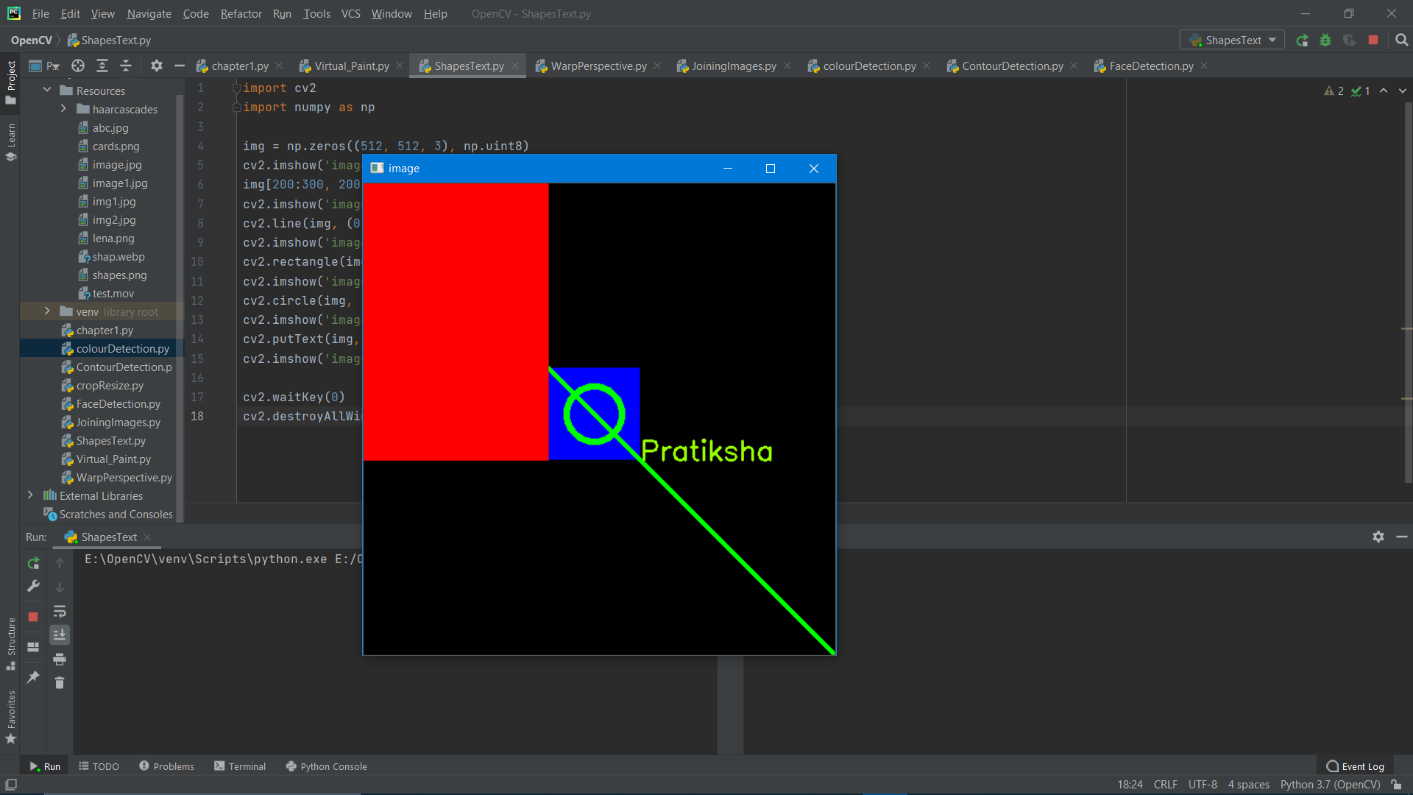 File Edit View Navigate Code Refactor Run Tools VCS Window Help OpenCV - ShapesText.py
OpenCV ShapesText.py ShapesText
chapter1.py Virtual_Paint.py ShapesText.py WarpPerspective.py JoiningImages.py colourDetection.py ContourDetection.py FaceDetection.py
Project
Learn
Structure
Favorites
Resources
haarcascades
abc.jpg
cards.png
image.jpg
image1.jpg
img1.jpg
img2.jpg
lena.png
shap.webp
shapes.png
test.mov
venv library root
chapter1.py
colourDetection.py
ContourDetection.p
cropResize.py
FaceDetection.py
JoiningImages.py
ShapesText.py
Virtual_Paint.py
WarpPerspective.py
External Libraries
Scratches and Consoles
1 import cv2
2 import numpy as np
3
4 img = np.zeros((512, 512, 3), np.uint8)
5 cv2.imshow('imag
6 img[200:300, 200
7 cv2.imshow('imag
8 cv2.line(img, (0
9 cv2.imshow('imag
10 cv2.rectangle(im
11 cv2.imshow('imag
12 cv2.circle(img,
13 cv2.imshow('imag
14 cv2.putText(img,
15 cv2.imshow('imag
16
17 cv2.waitKey(0)
18 cv2.destroyAllWi
2 1
image
Pratiksha
Run: ShapesText
E:\OpenCV\venv\Scripts\python.exe E:/
Run TODO Problems Terminal Python Console Event Log
18:24 CRLF UTF-8 4 spaces Python 3.7 (OpenCV)